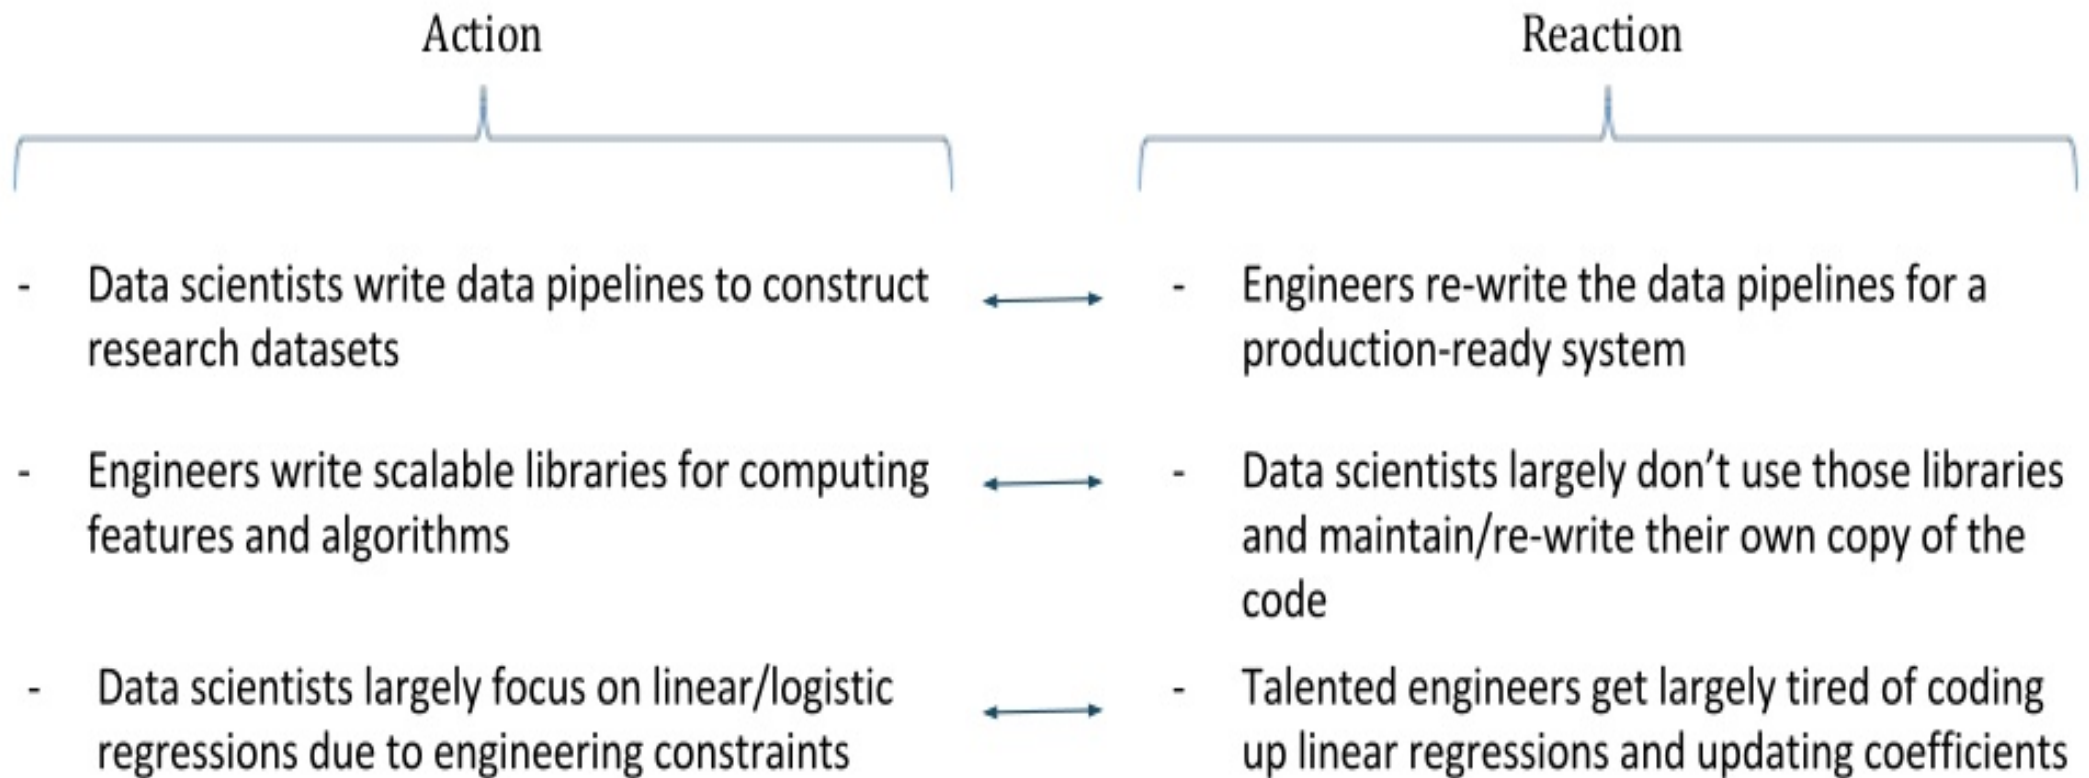 Action
- Data scientists write data pipelines to construct
research datasets
- Engineers write scalable libraries for computing
features and algorithms
- Data scientists largely focus on linear/logistic
regressions due to engineering constraints
Reaction
- Engineers re-write the data pipelines for a
production-ready system
- Data scientists largely don’t use those libraries
and maintain/re-write their own copy of the
code
- Talented engineers get largely tired of coding
up linear regressions and updating coefficients